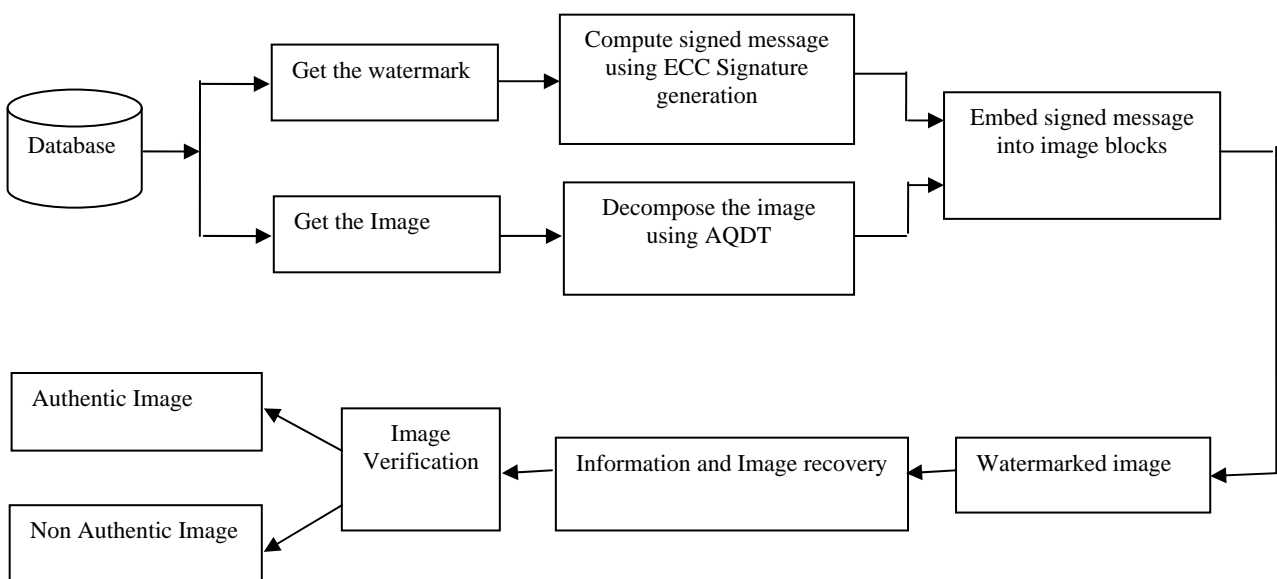 Database
Get the watermark
Compute signed message
using ECC Signature
generation
Embed signed message
into image blocks
Get the Image
Decompose the image
using AQDT
Authentic Image
Non Authentic Image
Image
Verification
Information and Image recovery
Watermarked image